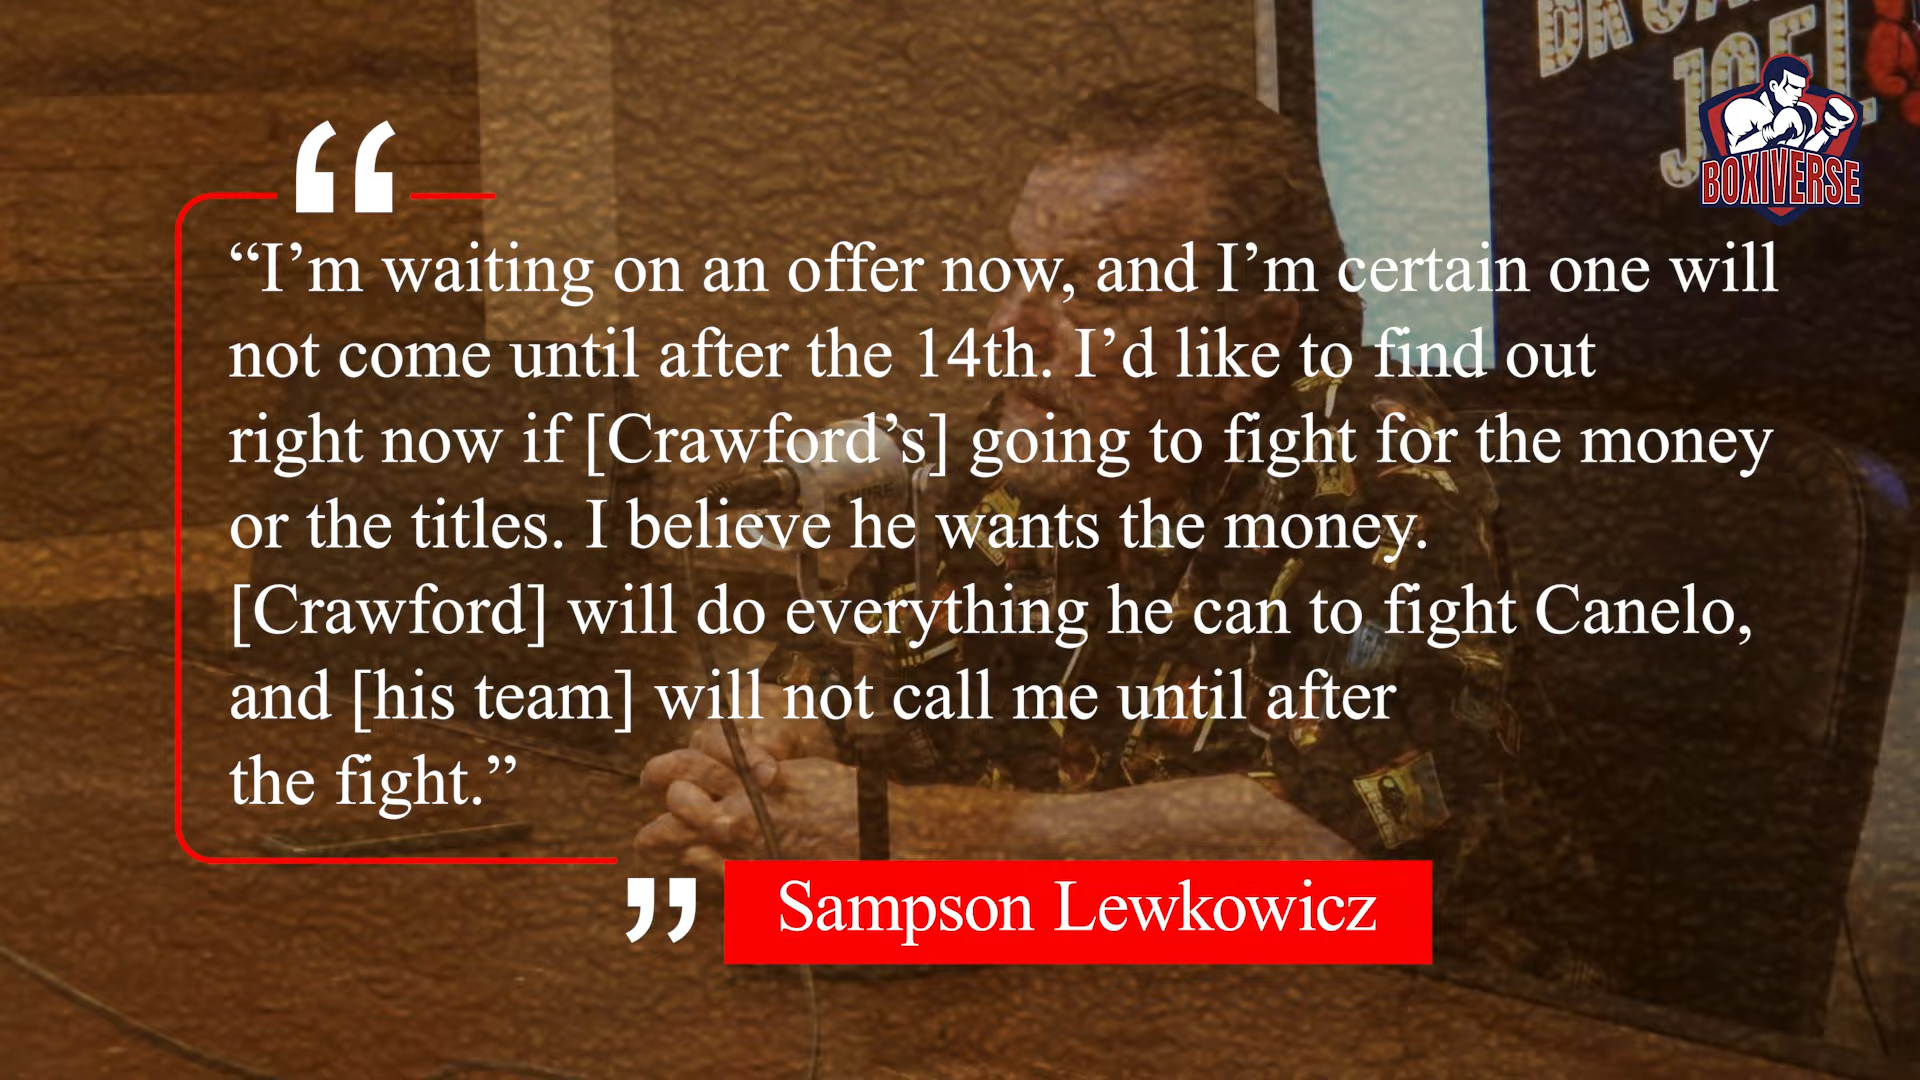 BOXIVERSE
“I’m waiting on an offer now, and I’m certain one will
not come until after the 14th. I’d like to find out
right now if [Crawford’s] going to fight for the money
or the titles. I believe he wants the money.
[Crawford] will do everything he can to fight Canelo,
and [his team] will not call me until after
the fight.”
Sampson Lewkowicz